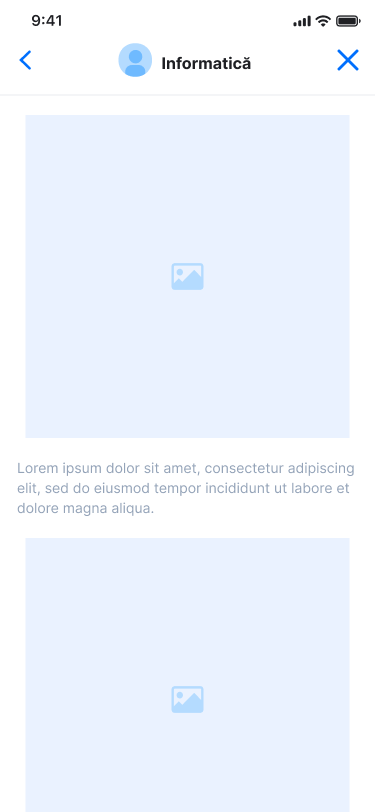 9:41
Informatică
Lorem ipsum dolor sit amet, consectetur adipiscing
elit, sed do eiusmod tempor incididunt ut labore et
dolore magna aliqua.